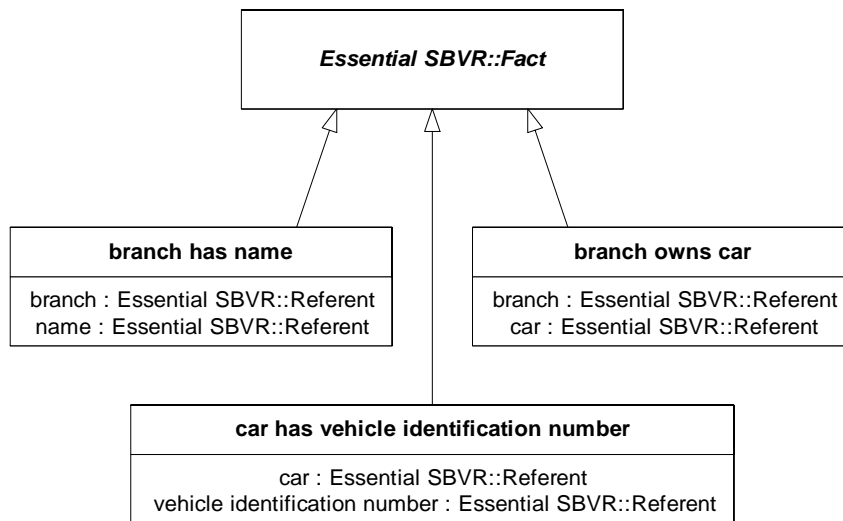 Essential SBVR::Fact
branch has name
branch : Essential SBVR::Referent
name : Essential SBVR::Referent
branch owns car
branch : Essential SBVR::Referent
car : Essential SBVR::Referent
car has vehicle identification number
car : Essential SBVR::Referent
vehicle identification number : Essential SBVR::Referent